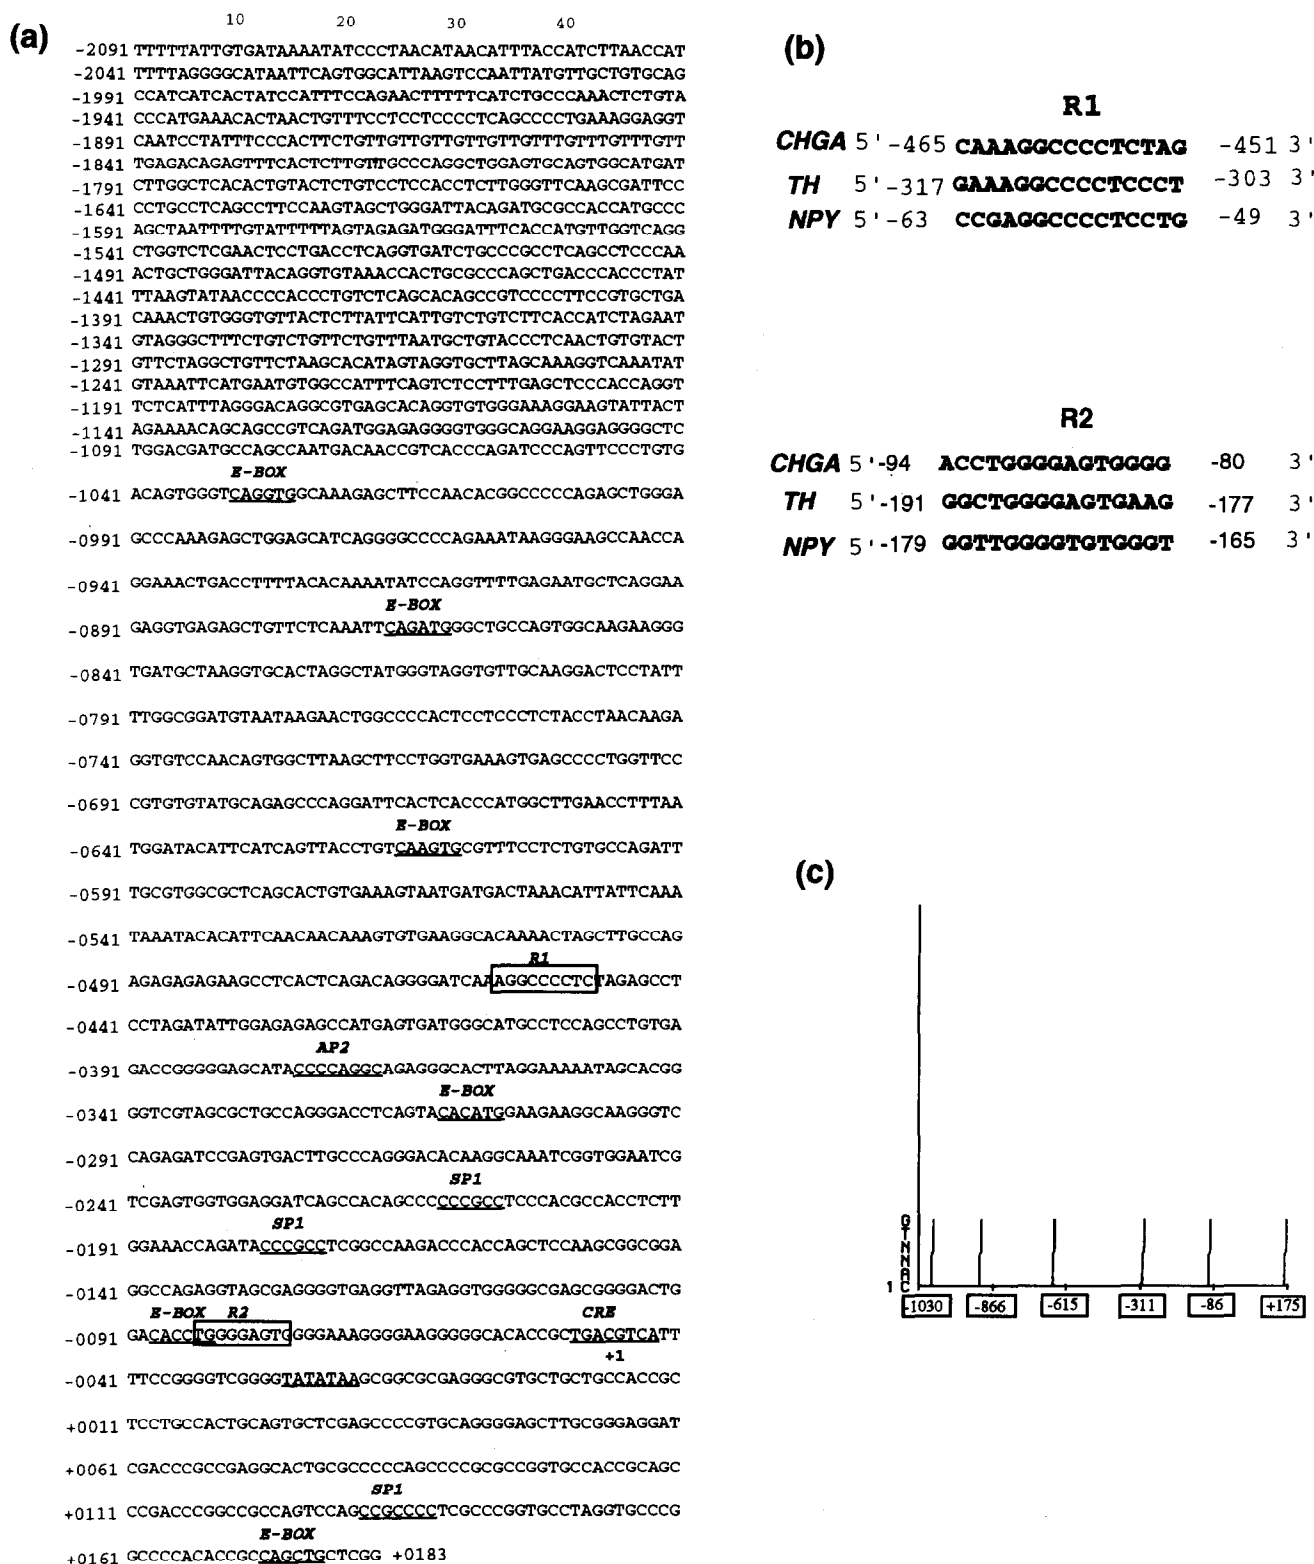 (a)
10 20 30 40
-2091 TTTTTATTGTGATAAAATATCCCTAACATAACATTTACCATCTTAACCAT
-2041 TTTTAGGGGCATAATTCAGTGGCATTAAGTCCAATTATGTTGCTGTGCAG
-1991 CCATCATCACTATCCATTTCCAGAACTTTTTCATCTGCCCAAACTCTGTA
-1941 CCCATGAAACACTAACTGTTTCCTCCTCCCCTCAGCCCCTGAAAGGAGGT
-1891 CAATCCTATTTCCCACTTCTGTTGTTGTTGTTGTTGTTTGTTTGTTTGTT
-1841 TGAGACAGAGTTTCACTCTTGTTGCCCAGGCTGGAGTGCAGTGGCATGAT
-1791 CTTGGCTCACACTGTACTCTGTCCTCCACCTCTTGGGTTCAAGCGATTCC
-1641 CCTGCCTCAGCCTTCCAAGTAGCTGGGATTACAGATGCGCCACCATGCCC
-1591 AGCTAATTTTGTATTTTTAGTAGAGATGGGATTTCACCATGTTGGTCAGG
-1541 CTGGTCTCGAACTCCTGACCTCAGGTGATCTGCCCGCCTCAGCCTCCCAA
-1491 ACTGCTGGGATTACAGGTGTAAACCACTGCGCCCAGCTGACCCACCCTAT
-1441 TTAAGTATAACCCCACCCTGTCTCAGCACAGCCGTCCCCTTCCGTGCTGA
-1391 CAAACTGTGGGTGTTACTCTTATTCATTGTCTGTCTTCACCATCTAGAAT
-1341 GTAGGGCTTTCTGTCTGTTCTGTTTAATGCTGTACCCTCAACTGTGTACT
-1291 GTTCTAGGCTGTTCTAAGCACATAGTAGGTGCTTAGCAAAGGTCAAATAT
-1241 GTAAATTCATGAATGTGGCCATTTCAGTCTCCTTTGAGCTCCCACCAGGT
-1191 TCTCATTTAGGGACAGGCGTGAGCACAGGTGTGGGAAAGGAAGTATTACT
-1141 AGAAAACAGCAGCCGTCAGATGGAGAGGGGTGGGCAGGAAGGAGGGGCTC
-1091 TGGACGATGCCAGCCAATGACAACCGTCACCCAGATCCCAGTTCCCTGTG
E-BOX
-1041 ACAGTGGGTCAGGTGGCAAAGAGCTTCCAACACGGCCCCCAGAGCTGGGA
-0991 GCCCAAAGAGCTGGAGCATCAGGGGCCCCAGAAATAAGGGAAGCCAACCA
-0941 GGAAACTGACCTTTTACACAAAATATCCAGGTTTTGAGAATGCTCAGGAA
E-BOX
-0891 GAGGTGAGAGCTGTTCTCAAATTCAGATGGGCTGCCAGTGGCAAGAAGGG
-0841 TGATGCTAAGGTGCACTAGGCTATGGGTAGGTGTTGCAAGGACTCCTATT
-0791 TTGGCGGATGTAATAAGAACTGGCCCCACTCCTCCCTCTACCTAACAAGA
-0741 GGTGTCCAACAGTGGCTTAAGCTTCCTGGTGAAAGTGAGCCCCTGGTTCC
-0691 CGTGTGTATGCAGAGCCCAGGATTCACTCACCCATGGCTTGAACCTTTAA
E-BOX
-0641 TGGATACATTCATCAGTTACCTGTCAAGTGCGTTTCCTCTGTGCCAGATT
-0591 TGCGTGGCGCTCAGCACTGTGAAAGTAATGATGACTAAACATTATTCAAA
-0541 TAAATACACATTCAACAACAAAGTGTGAAGGCACAAAACTAGCTTGCCAG
R1
-0491 AGAGAGAGAAGCCTCACTCAGACAGGGGATCAAAGGCCCCTCTAGAGCCT
-0441 CCTAGATATTGGAGAGAGCCATGAGTGATGGGCATGCCTCCAGCCTGTGA
AP2
-0391 GACCGGGGGAGCATACCCCAGGCAGAGGGCACTTAGGAAAAATAGCACGG
E-BOX
-0341 GGTCGTAGCGCTGCCAGGGACCTCAGTACACATGGAAGAAGGCAAGGGTC
-0291 CAGAGATCCGAGTGACTTGCCCAGGGACACAAGGCAAATCGGTGGAATCG
SP1
-0241 TCGAGTGGTGGAGGATCAGCCACAGCCCCCCGCCTCCCACGCCACCTCTT
SP1
-0191 GGAAACCAGATACCCGCCTCGGCCAAGACCCACCAGCTCCAAGCGGCGGA
-0141 GGCCAGAGGTAGCGAGGGGTGAGGTTAGAGGTGGGGGCGAGCGGGGACTG
E-BOX R2 CRE
-0091 GACACCTGGGGAGTGGGGAAAGGGGAAGGGGGCACACCGCTGACGTCATT
+1
-0041 TTCCGGGGTCGGGGTATATAAGCGGCGCGAGGGCGTGCTGCTGCCACCGC
+0011 TCCTGCCACTGCAGTGCTCGAGCCCCGTGCAGGGGAGCTTGCGGGAGGAT
+0061 CGACCCGCCGAGGCACTGCGCCCCCAGCCCCGCGCCGGTGCCACCGCAGC
SP1
+0111 CCGACCCGGCCGCCAGTCCAGCCGCCCCTCGCCCGGTGCCTAGGTGCCCG
E-BOX
+0161 GCCCCACACCGCCAGCTGCTCGG +0183
(b)
R1
CHGA 5'-465 CAAAGGCCCCTCTAG -451 3'
TH 5'-317 GAAAGGCCCCTCCCT -303 3'
NPY 5'-63 CCGAGGCCCCTCCTG -49 3'
R2
CHGA 5'-94 ACCTGGGGAGTGGGG -80 3'
TH 5'-191 GGCTGGGGAGTGAAG -177 3'
NPY 5'-179 GGTTGGGGTGTGGGT -165 3'
(c)
GTNNAC
1
-1030 -866 -615 -311 -86 +175